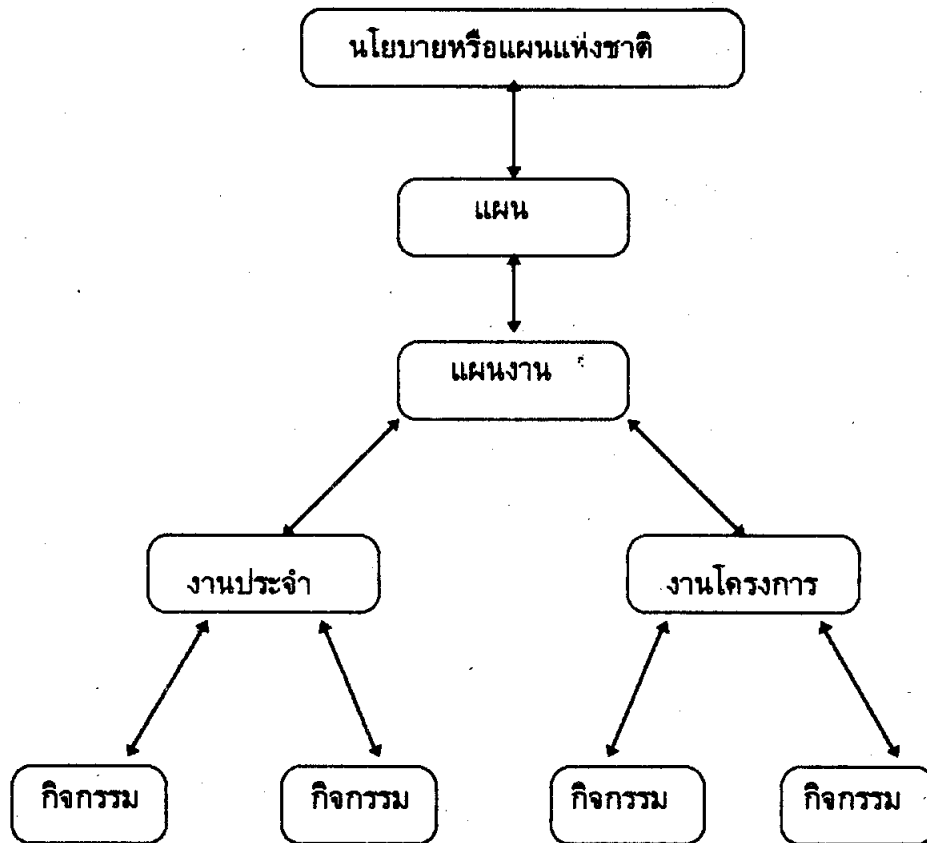 นโยบายหรือแผนแห่งชาติ
แผน
แผนงาน
งานประจำ
งานโครงการ
กิจกรรม
กิจกรรม
กิจกรรม
กิจกรรม